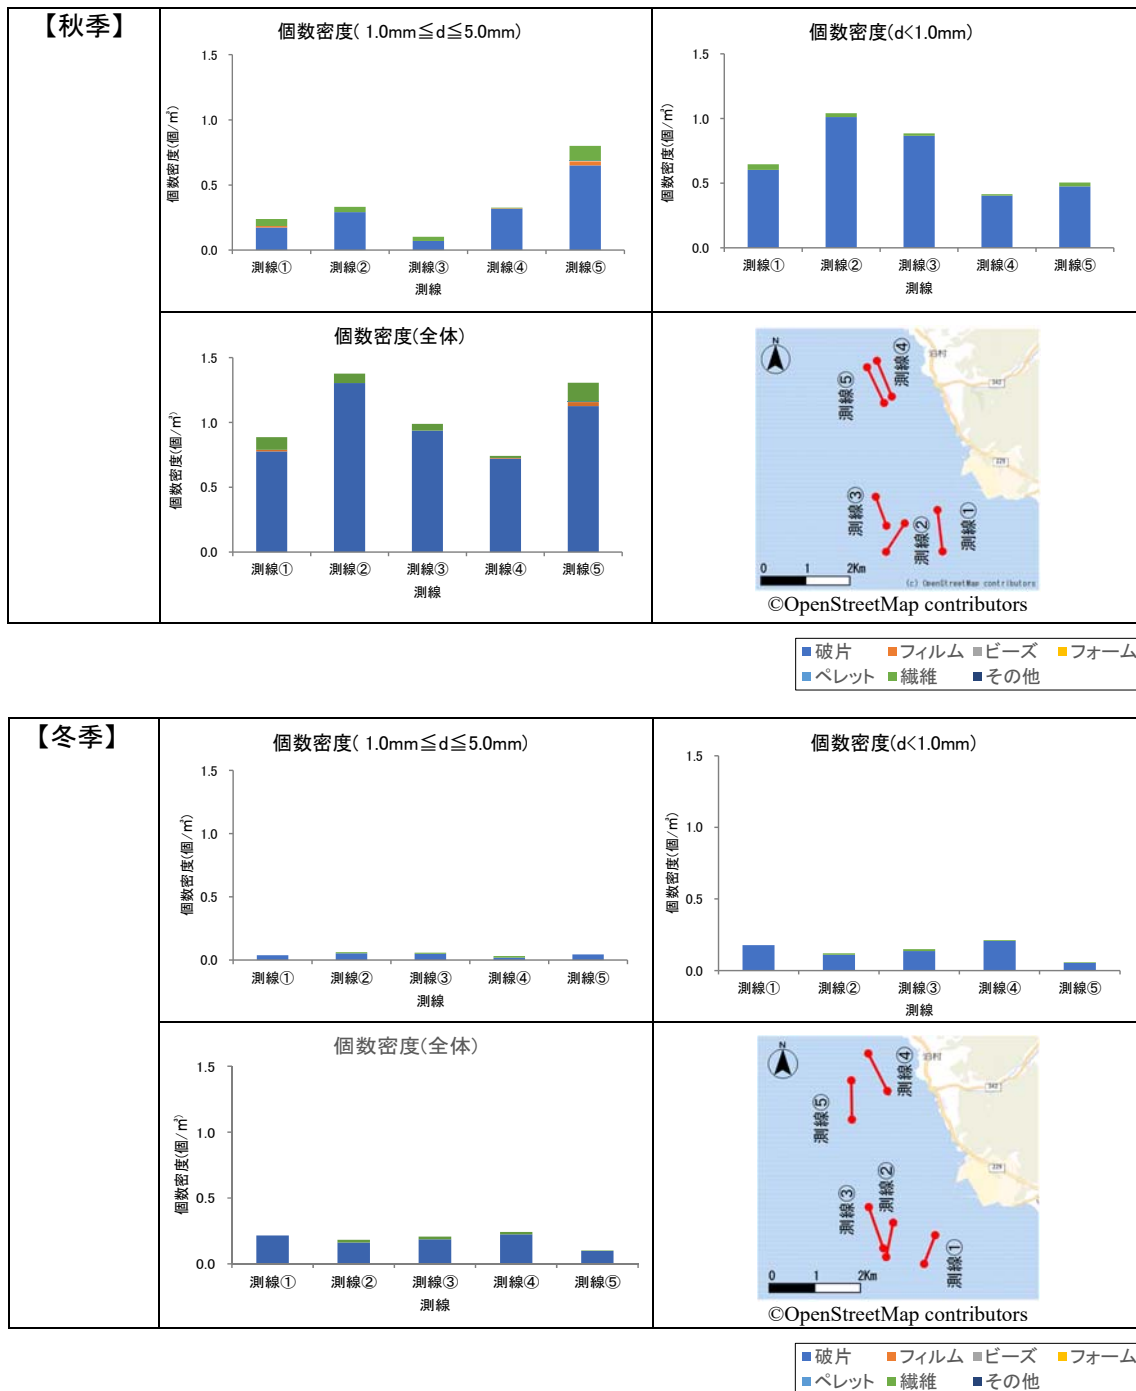 【秋季】
個数密度( 1.0mm≦d≦5.0mm)
個数密度(個/㎥)
1.5
1.0
0.5
0.0
測線① 測線② 測線③ 測線④ 測線⑤
測線
個数密度(d<1.0mm)
個数密度(個/㎥)
1.5
1.0
0.5
0.0
測線① 測線② 測線③ 測線④ 測線⑤
測線
個数密度(全体)
個数密度(個/㎥)
1.5
1.0
0.5
0.0
測線① 測線② 測線③ 測線④ 測線⑤
測線
N
泊村
342
229
測線④
測線⑤
測線③
測線②
測線①
0 1 2Km
(c) OpenStreetMap contributors
©OpenStreetMap contributors
破片 フィルム ビーズ フォーム
ペレット 繊維 その他
【冬季】
個数密度( 1.0mm≦d≦5.0mm)
個数密度(個/㎥)
1.5
1.0
0.5
0.0
測線① 測線② 測線③ 測線④ 測線⑤
測線
個数密度(d<1.0mm)
個数密度(個/㎥)
1.5
1.0
0.5
0.0
測線① 測線② 測線③ 測線④ 測線⑤
測線
個数密度(全体)
個数密度(個/㎥)
1.5
1.0
0.5
0.0
測線① 測線② 測線③ 測線④ 測線⑤
測線
N
泊村
342
229
測線④
測線⑤
測線②
測線③
測線①
0 1 2Km
©OpenStreetMap contributors
破片 フィルム ビーズ フォーム
ペレット 繊維 その他